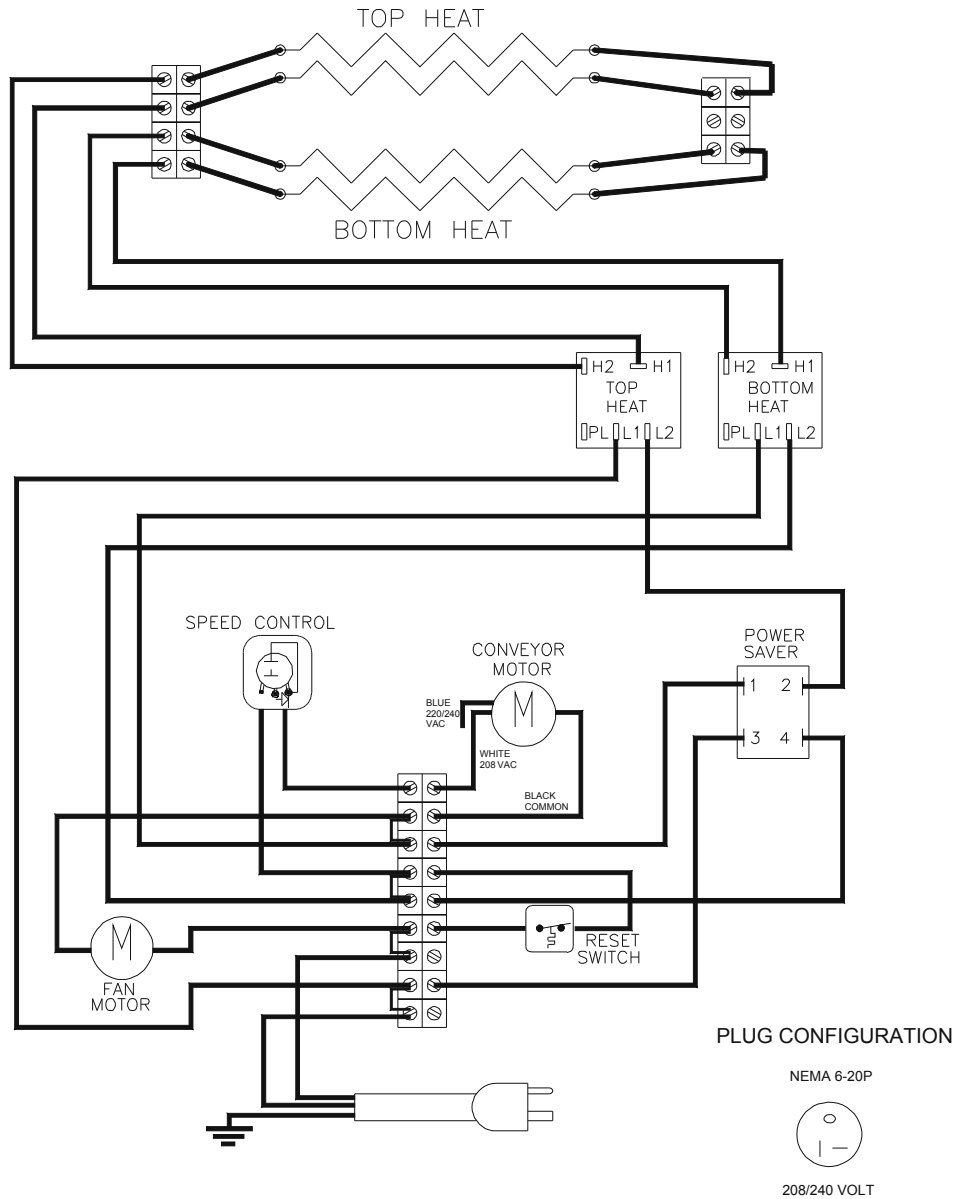 TOP HEAT
BOTTOM HEAT
H2 H1
TOP
HEAT
PL L1 L2
H2 H1
BOTTOM
HEAT
PL L1 L2
SPEED CONTROL
CONVEYOR
MOTOR
M
BLUE
220/240
VAC
WHITE
208 VAC
BLACK
COMMON
POWER
SAVER
1 2
3 4
M
FAN
MOTOR
RESET
SWITCH
PLUG CONFIGURATION
NEMA 6-20P
208/240 VOLT